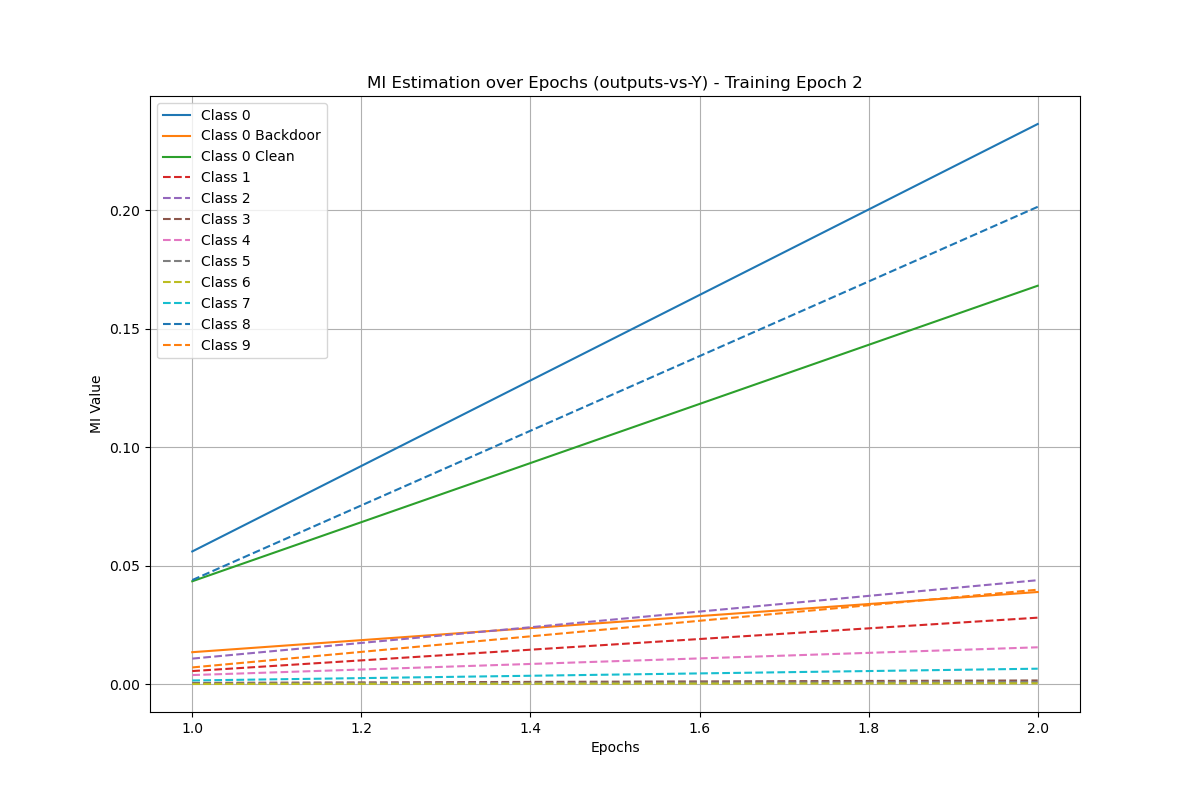 MI Estimation over Epochs (outputs-vs-Y) - Training Epoch 2
Class 0
Class 0 Backdoor
Class 0 Clean
Class 1
Class 2
Class 3
Class 4
Class 5
Class 6
Class 7
Class 8
Class 9
0.20
0.15
0.10
0.05
0.00
MI Value
1.0 1.2 1.4 1.6 1.8 2.0
Epochs